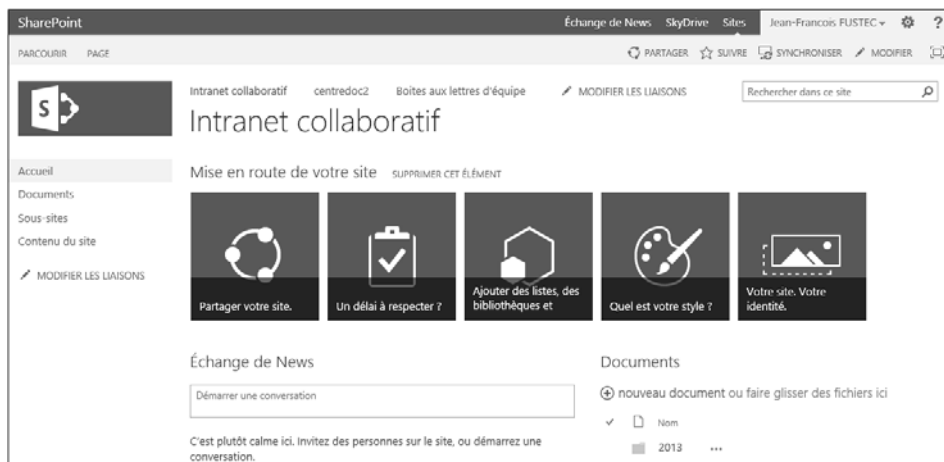 SharePoint
Échange de News SkyDrive Sites Jean-Francois FUSTEC ?
PARCOURIR PAGE
PARTAGER SUIVRE SYNCHRONISER MODIFIER
S
Intranet collaboratif centredoc2 Boites aux lettres d'équipe MODIFIER LES LIAISONS
Rechercher dans ce site
Intranet collaboratif
Accueil
Documents
Sous-sites
Contenu du site
MODIFIER LES LIAISONS
Mise en route de votre site SUPPRIMER CET ÉLÉMENT
Partager votre site.
Un délai à respecter ?
Ajouter des listes, des
bibliothèques et
Quel est votre style ?
Votre site. Votre
identité.
Échange de News
Démarrer une conversation
C'est plutôt calme ici. Invitez des personnes sur le site, ou démarrez une
conversation.
Documents
nouveau document ou faire glisser des fichiers ici
Nom
2013 ...